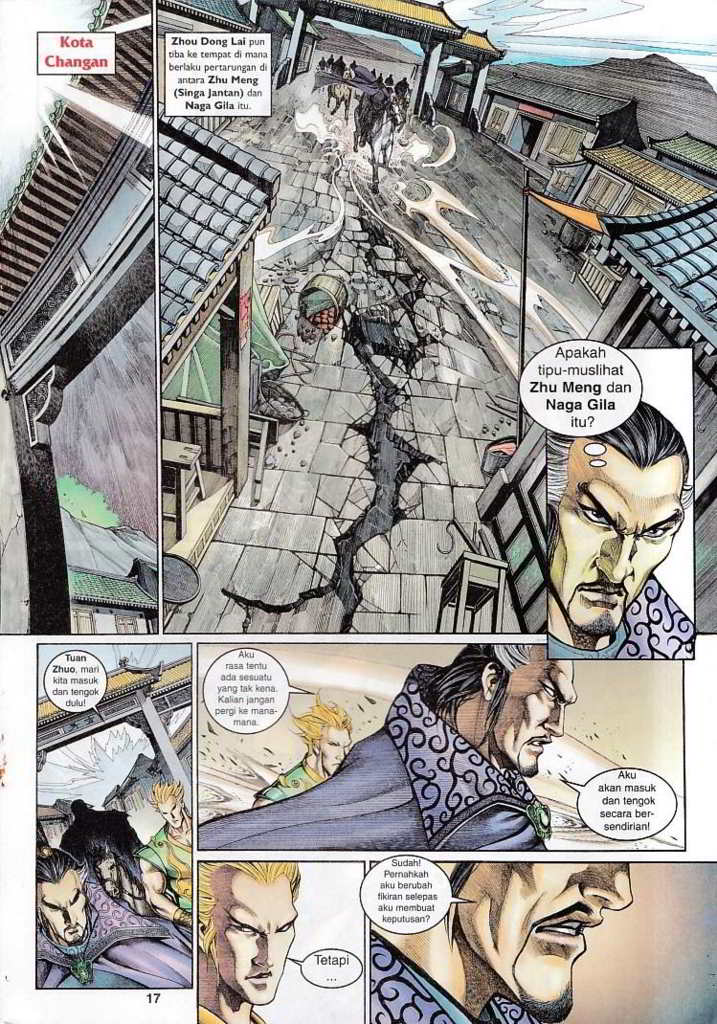 Kota
Changan
Zhou Dong Lai pun
tiba ke tempat di mana
berlaku pertarungan di
antara Zhu Meng
(Singa Jantan) dan
Naga Gila itu.
Apakah
tipu-muslihat
Zhu Meng dan
Naga Gila
itu?
Tuan
Zhuo, mari
kita masuk
dan tengok
dulu!
Aku
rasa tentu
ada sesuatu
yang tak kena.
Kalian jangan
pergi ke mana-
mana.
Aku
akan masuk
dan tengok
secara ber-
sendirian!
Tetapi
...
Sudah!
Pernahkah
aku berubah
fikiran selepas
aku membuat
keputusan?
17